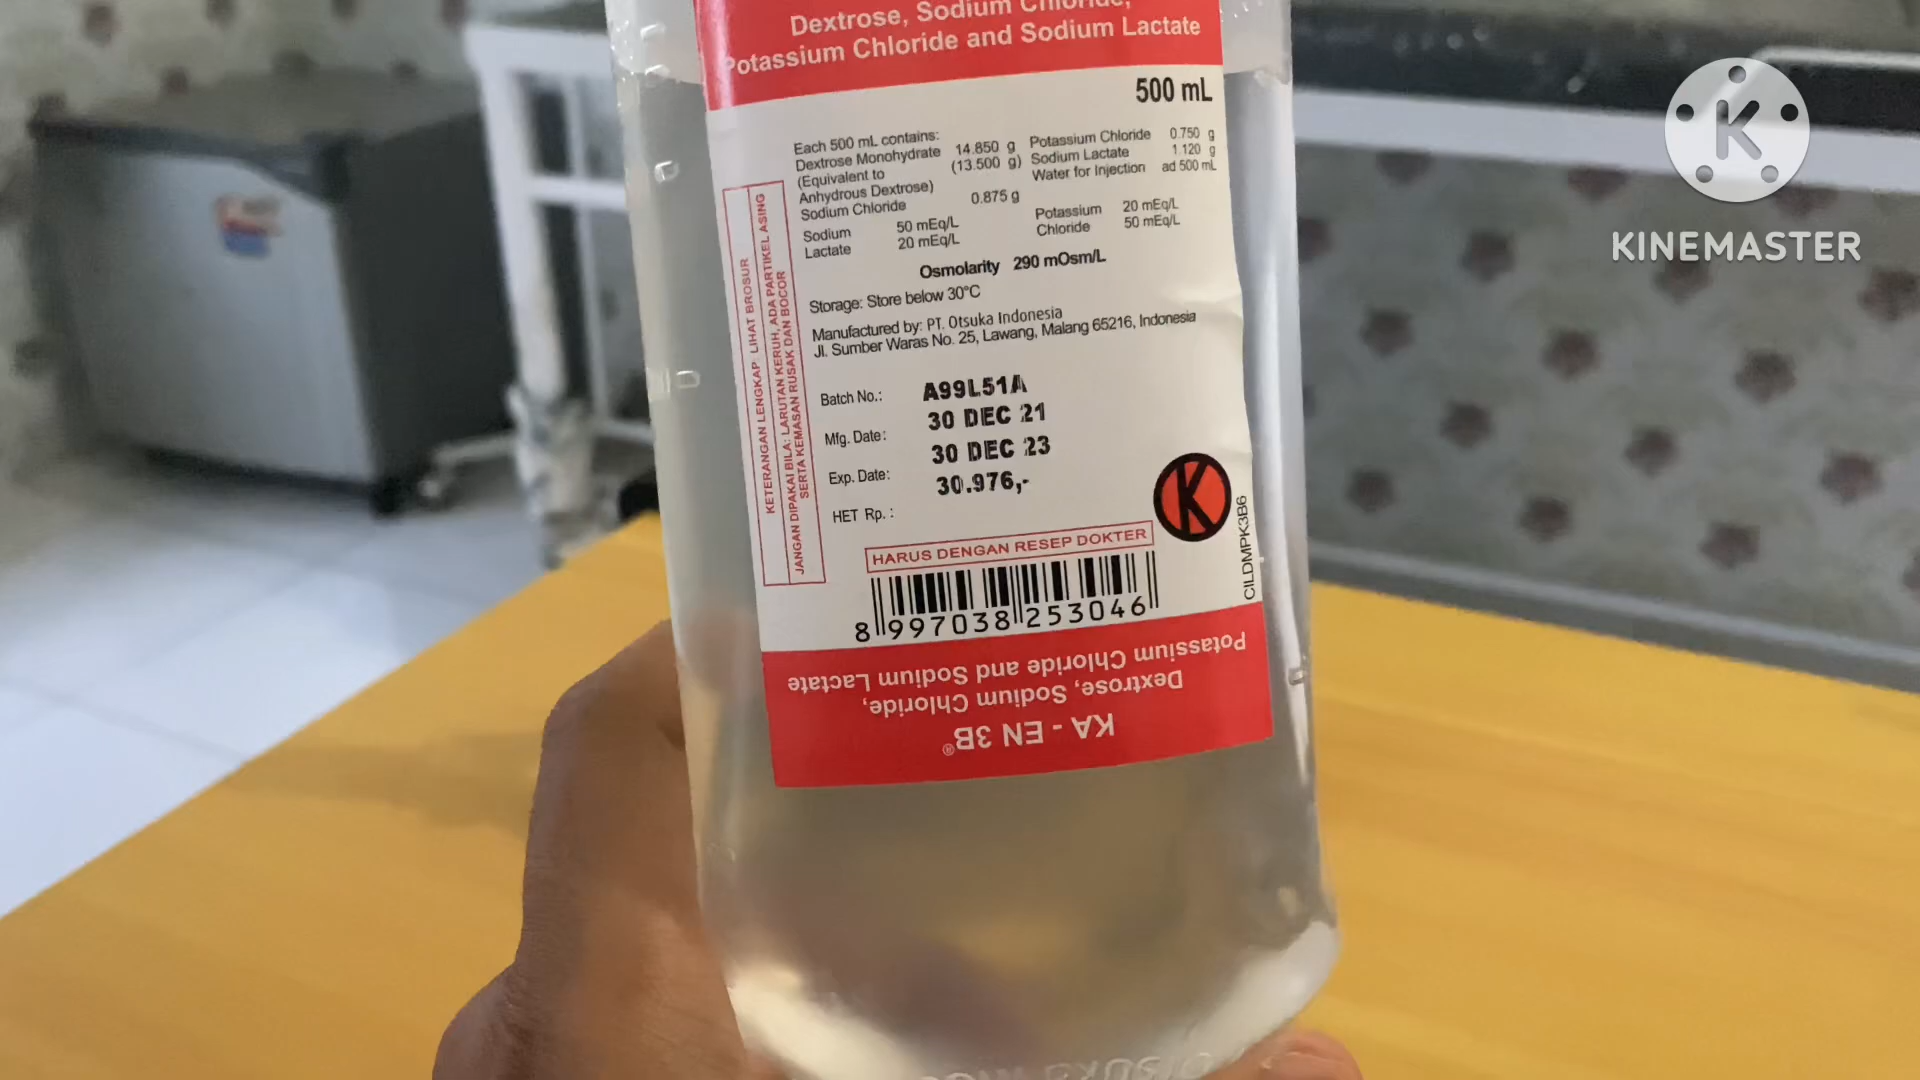 Dextrose, Sodium Chloride,
Potassium Chloride and Sodium Lactate
500 mL
Each 500 mL contains:
Dextrose Monohydrate 14.850 g Potassium Chloride 0.750 g
(Equivalent to (13.500 g) Sodium Lactate 1.120 g
Anhydrous Dextrose) Water for Injection ad 500 mL
Sodium Chloride 0.875 g
Sodium 50 mEq/L Potassium 20 mEq/L
Lactate 20 mEq/L Chloride 50 mEq/L
Osmolarity 290 mOsm/L
Storage: Store below 30°C
Manufactured by: PT. Otsuka Indonesia
Jl. Sumber Waras No. 25, Lawang, Malang 65216, Indonesia
Batch No.: A99L51A
Mfg. Date: 30 DEC 21
Exp. Date: 30 DEC 23
HET Rp. : 30.976,-
K
HARUS DENGAN RESEP DOKTER
8 997038 253046
CILDMPK3B6
KETERANGAN LENGKAP LIHAT BROSUR
JANGAN DIPAKAI BILA: LARUTAN KERUH, ADA PARTIKEL ASING
SERTA KEMASAN RUSAK DAN BOCOR
KA - EN 3B®
Dextrose, Sodium Chloride,
Potassium Chloride and Sodium Lactate
K
KINEMASTER